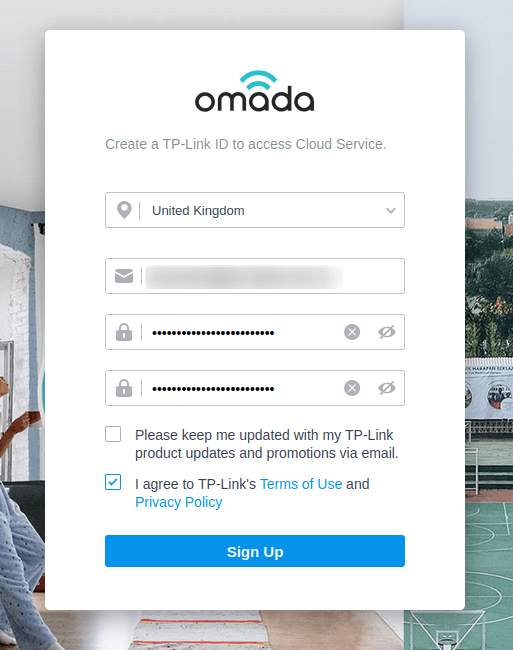 omada
Create a TP-Link ID to access Cloud Service.
United Kingdom
•••••••••••••••••••••••••
•••••••••••••••••••••••••
Please keep me updated with my TP-Link
product updates and promotions via email.
I agree to TP-Link's Terms of Use and
Privacy Policy
Sign Up
HARAPAN